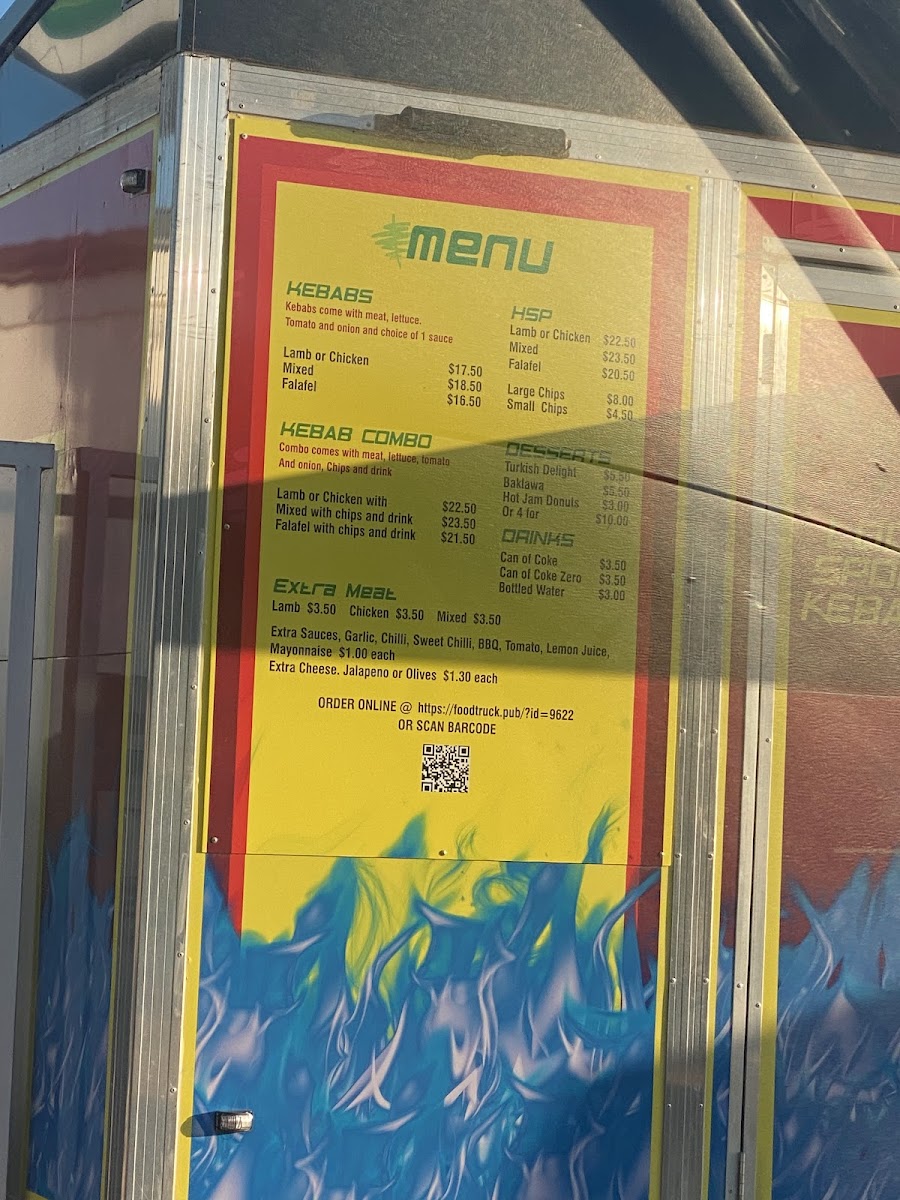 menu
KEBABS
Kebabs come with meat, lettuce.
Tomato and onion and choice of 1 sauce
Lamb or Chicken $17.50
Mixed $18.50
Falafel $16.50
KEBAB COMBO
Combo comes with meat, lettuce, tomato
And onion, Chips and drink
Lamb or Chicken with $22.50
Mixed with chips and drink $23.50
Falafel with chips and drink $21.50
HSP
Lamb or Chicken $22.50
Mixed $23.50
Falafel $20.50
Large Chips $8.00
Small Chips $4.50
DESSERTS
Turkish Delight $5.50
Baklawa $5.50
Hot Jam Donuts $3.00
Or 4 for $10.00
DRINKS
Can of Coke $3.50
Can of Coke Zero $3.50
Bottled Water $3.00
Extra Meat
Lamb $3.50 Chicken $3.50 Mixed $3.50
Extra Sauces, Garlic, Chilli, Sweet Chilli, BBQ, Tomato, Lemon Juice,
Mayonnaise $1.00 each
Extra Cheese. Jalapeno or Olives $1.30 each
ORDER ONLINE @ https://foodtruck.pub/?id=9622
OR SCAN BARCODE